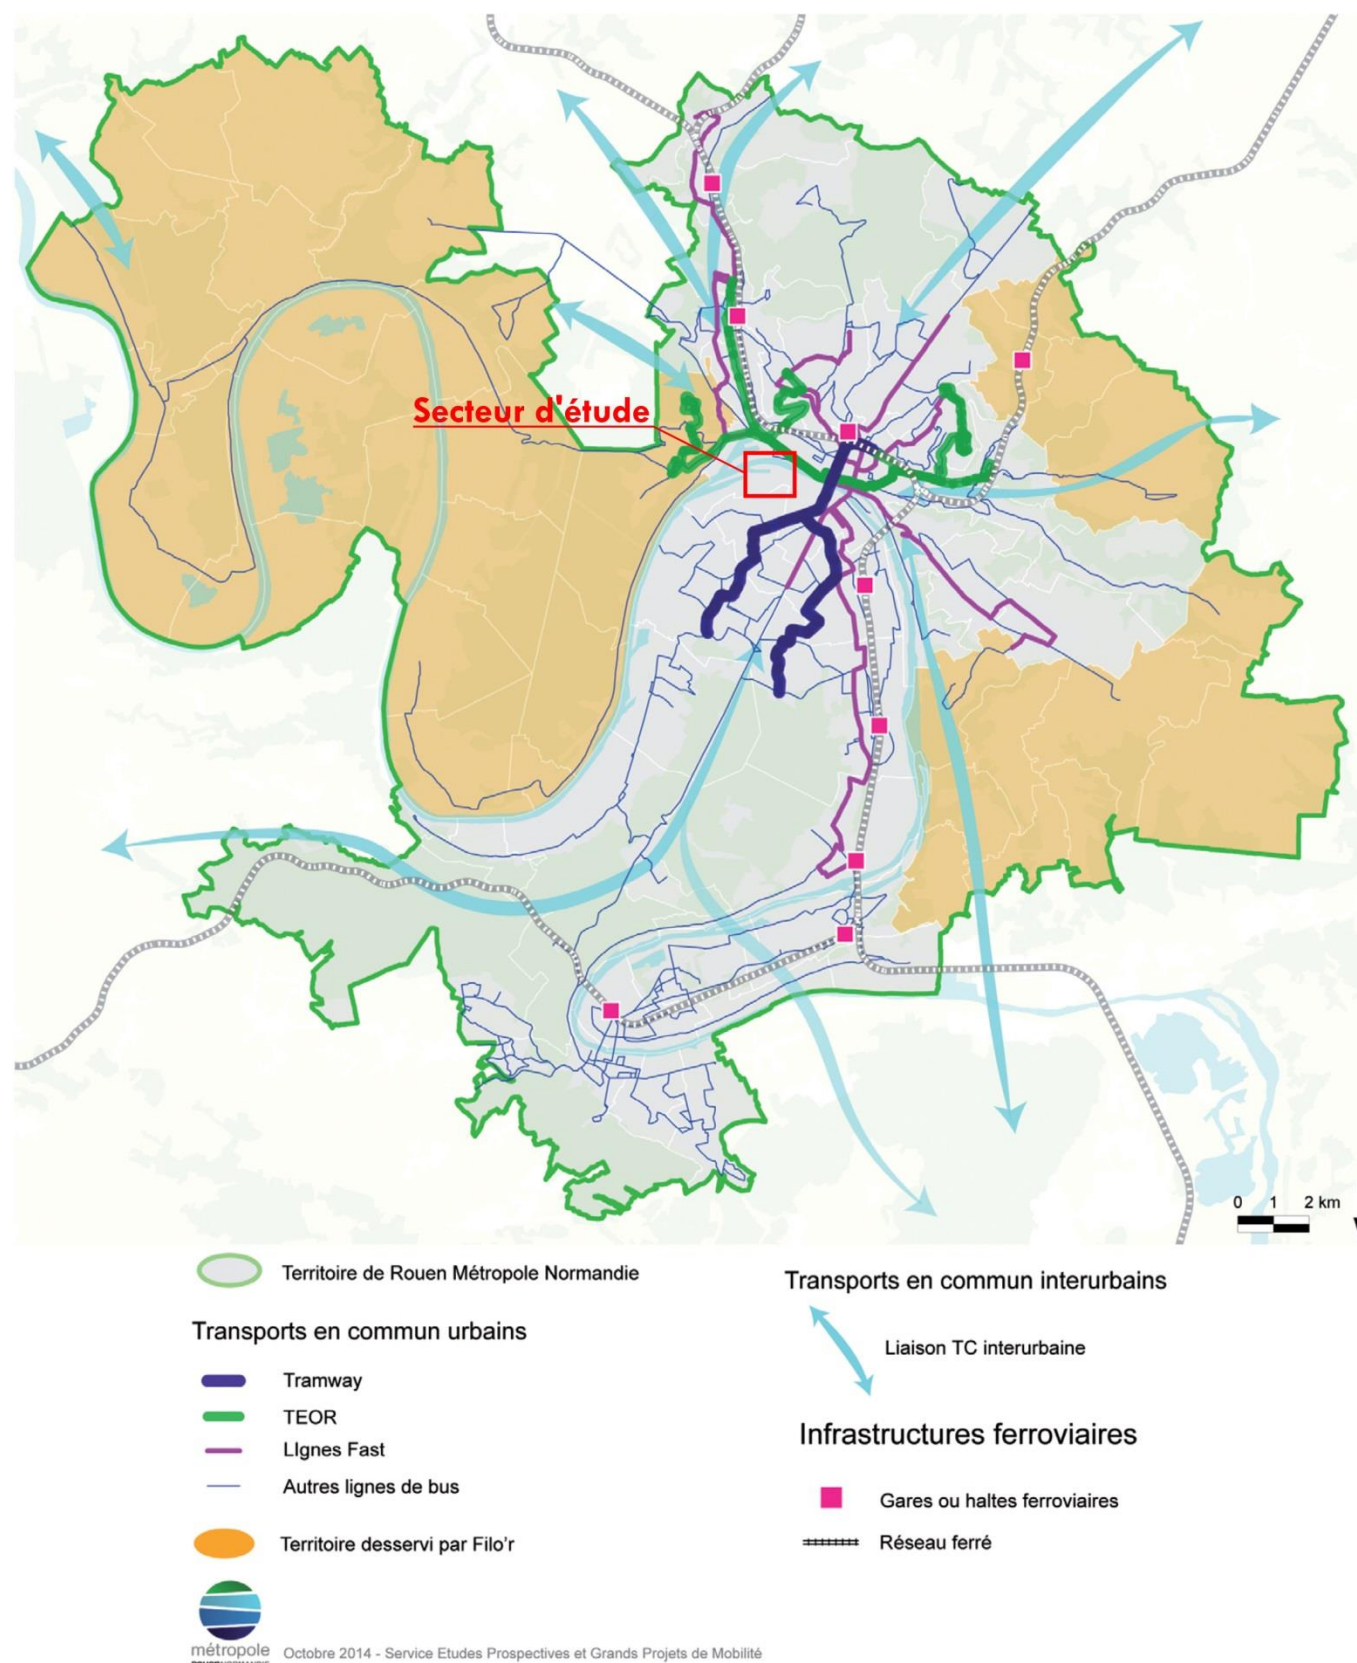 Secteur d'étude
0 1 2 km
Territoire de Rouen Métropole Normandie
Transports en commun urbains
Tramway
TEOR
LIgnes Fast
Autres lignes de bus
Territoire desservi par Filo'r
Transports en commun interurbains
Liaison TC interurbaine
Infrastructures ferroviaires
Gares ou haltes ferroviaires
Réseau ferré
métropole
Octobre 2014 - Service Etudes Prospectives et Grands Projets de Mobilité